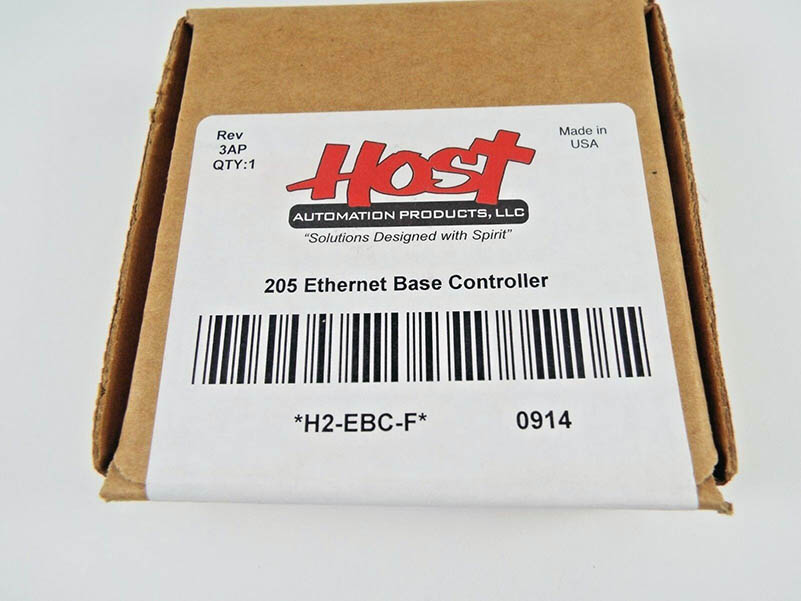 Rev
3AP
QTY:1
Made in
USA
HOST
AUTOMATION PRODUCTS, LLC
“Solutions Designed with Spirit”
205 Ethernet Base Controller
*H2-EBC-F* 0914